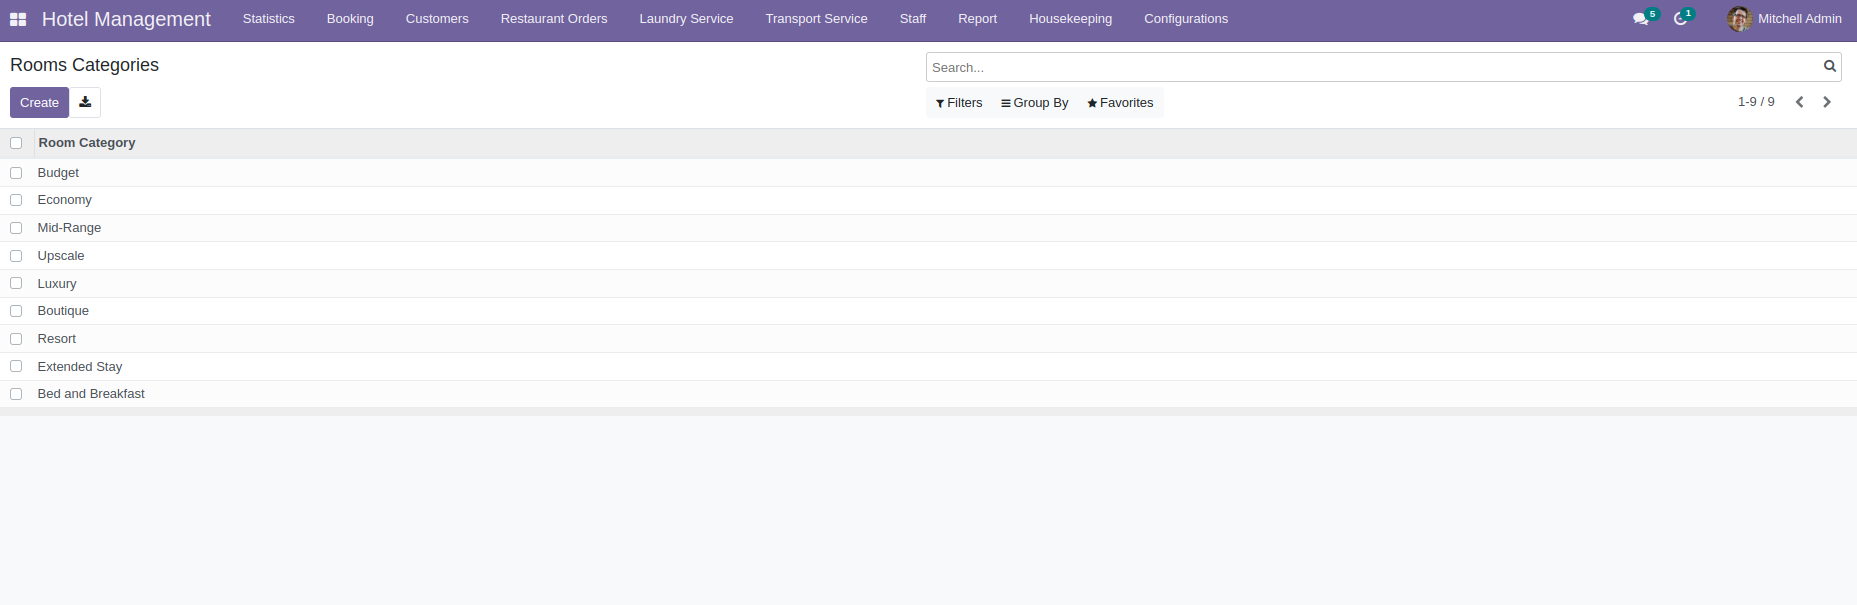 Hotel Management Statistics Booking Customers Restaurant Orders Laundry Service Transport Service Staff Report Housekeeping Configurations 5 1 Mitchell Admin
Rooms Categories
Search...
Create
Filters Group By Favorites
1-9 / 9
Room Category
Budget
Economy
Mid-Range
Upscale
Luxury
Boutique
Resort
Extended Stay
Bed and Breakfast